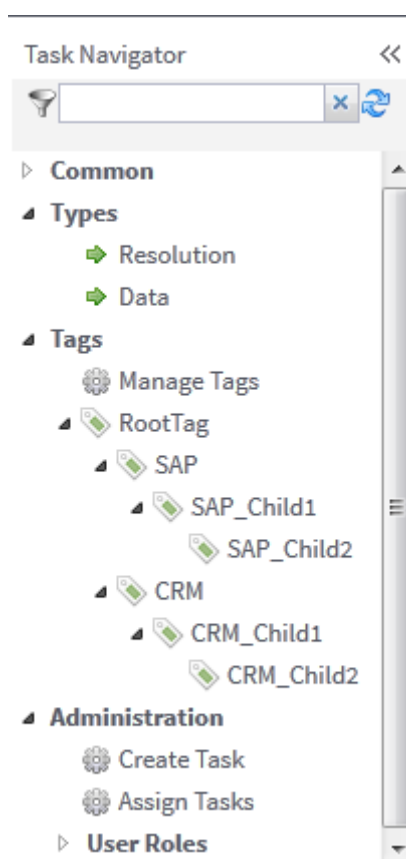 Task Navigator
Common
Types
Resolution
Data
Tags
Manage Tags
RootTag
SAP
SAP_Child1
SAP_Child2
CRM
CRM_Child1
CRM_Child2
Administration
Create Task
Assign Tasks
User Roles